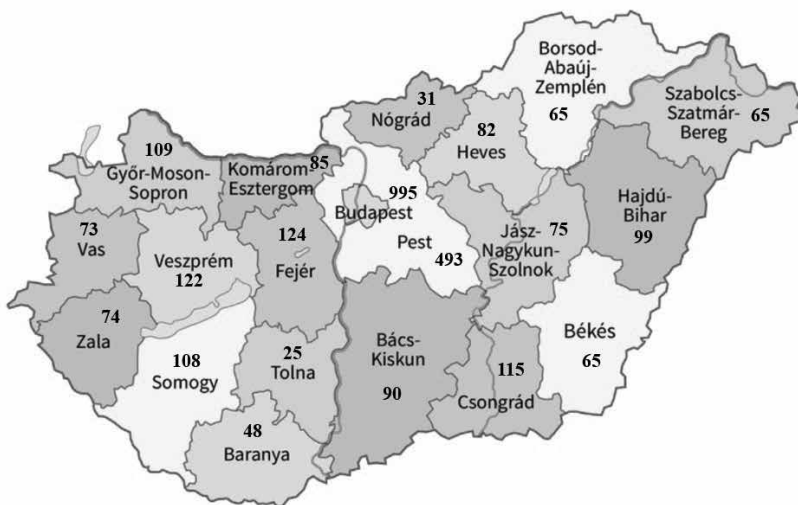 Borsod-
Abaúj-
Zemplén
65
Szabolcs-
Szatmár-
Bereg
65
31
Nógrád
82
Heves
109
Győr-Moson-
Sopron
85
Komárom-
Esztergom
995
Budapest
Pest
493
Hajdú-
Bihar
99
73
Vas
Veszprém
122
124
Fejér
Jász-
Nagykun-
Szolnok
75
74
Zala
108
Somogy
25
Tolna
Bács-
Kiskun
90
115
Csongrád
Békés
65
48
Baranya